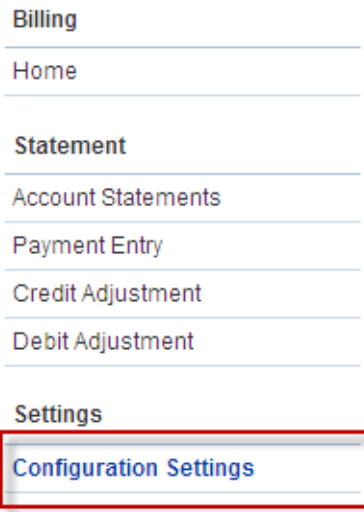 Billing
Home
Statement
Account Statements
Payment Entry
Credit Adjustment
Debit Adjustment
Settings
Configuration Settings